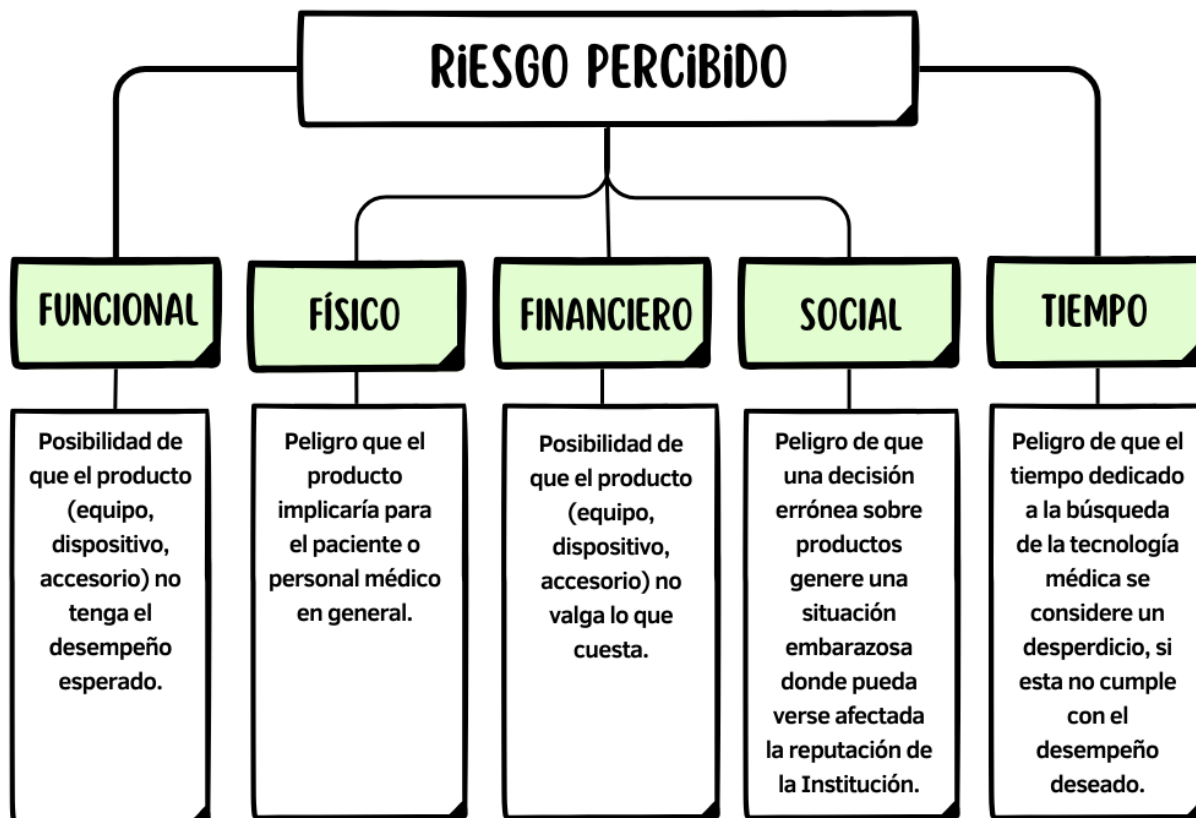 RIESGO PERCIBIDO
FUNCIONAL
Posibilidad de
que el producto
(equipo,
dispositivo,
accesorio) no
tenga el
desempeño
esperado.
FÍSICO
Peligro que el
producto
implicaría para
el paciente o
personal médico
en general.
FINANCIERO
Posibilidad de
que el producto
(equipo,
dispositivo,
accesorio) no
valga lo que
cuesta.
SOCIAL
Peligro de que
una decisión
errónea sobre
productos
genere una
situación
embarazosa
donde pueda
verse afectada
la reputación de
la Institución.
TIEMPO
Peligro de que el
tiempo dedicado
a la búsqueda
de la tecnología
médica se
considere un
desperdicio, si
esta no cumple
con el
desempeño
deseado.